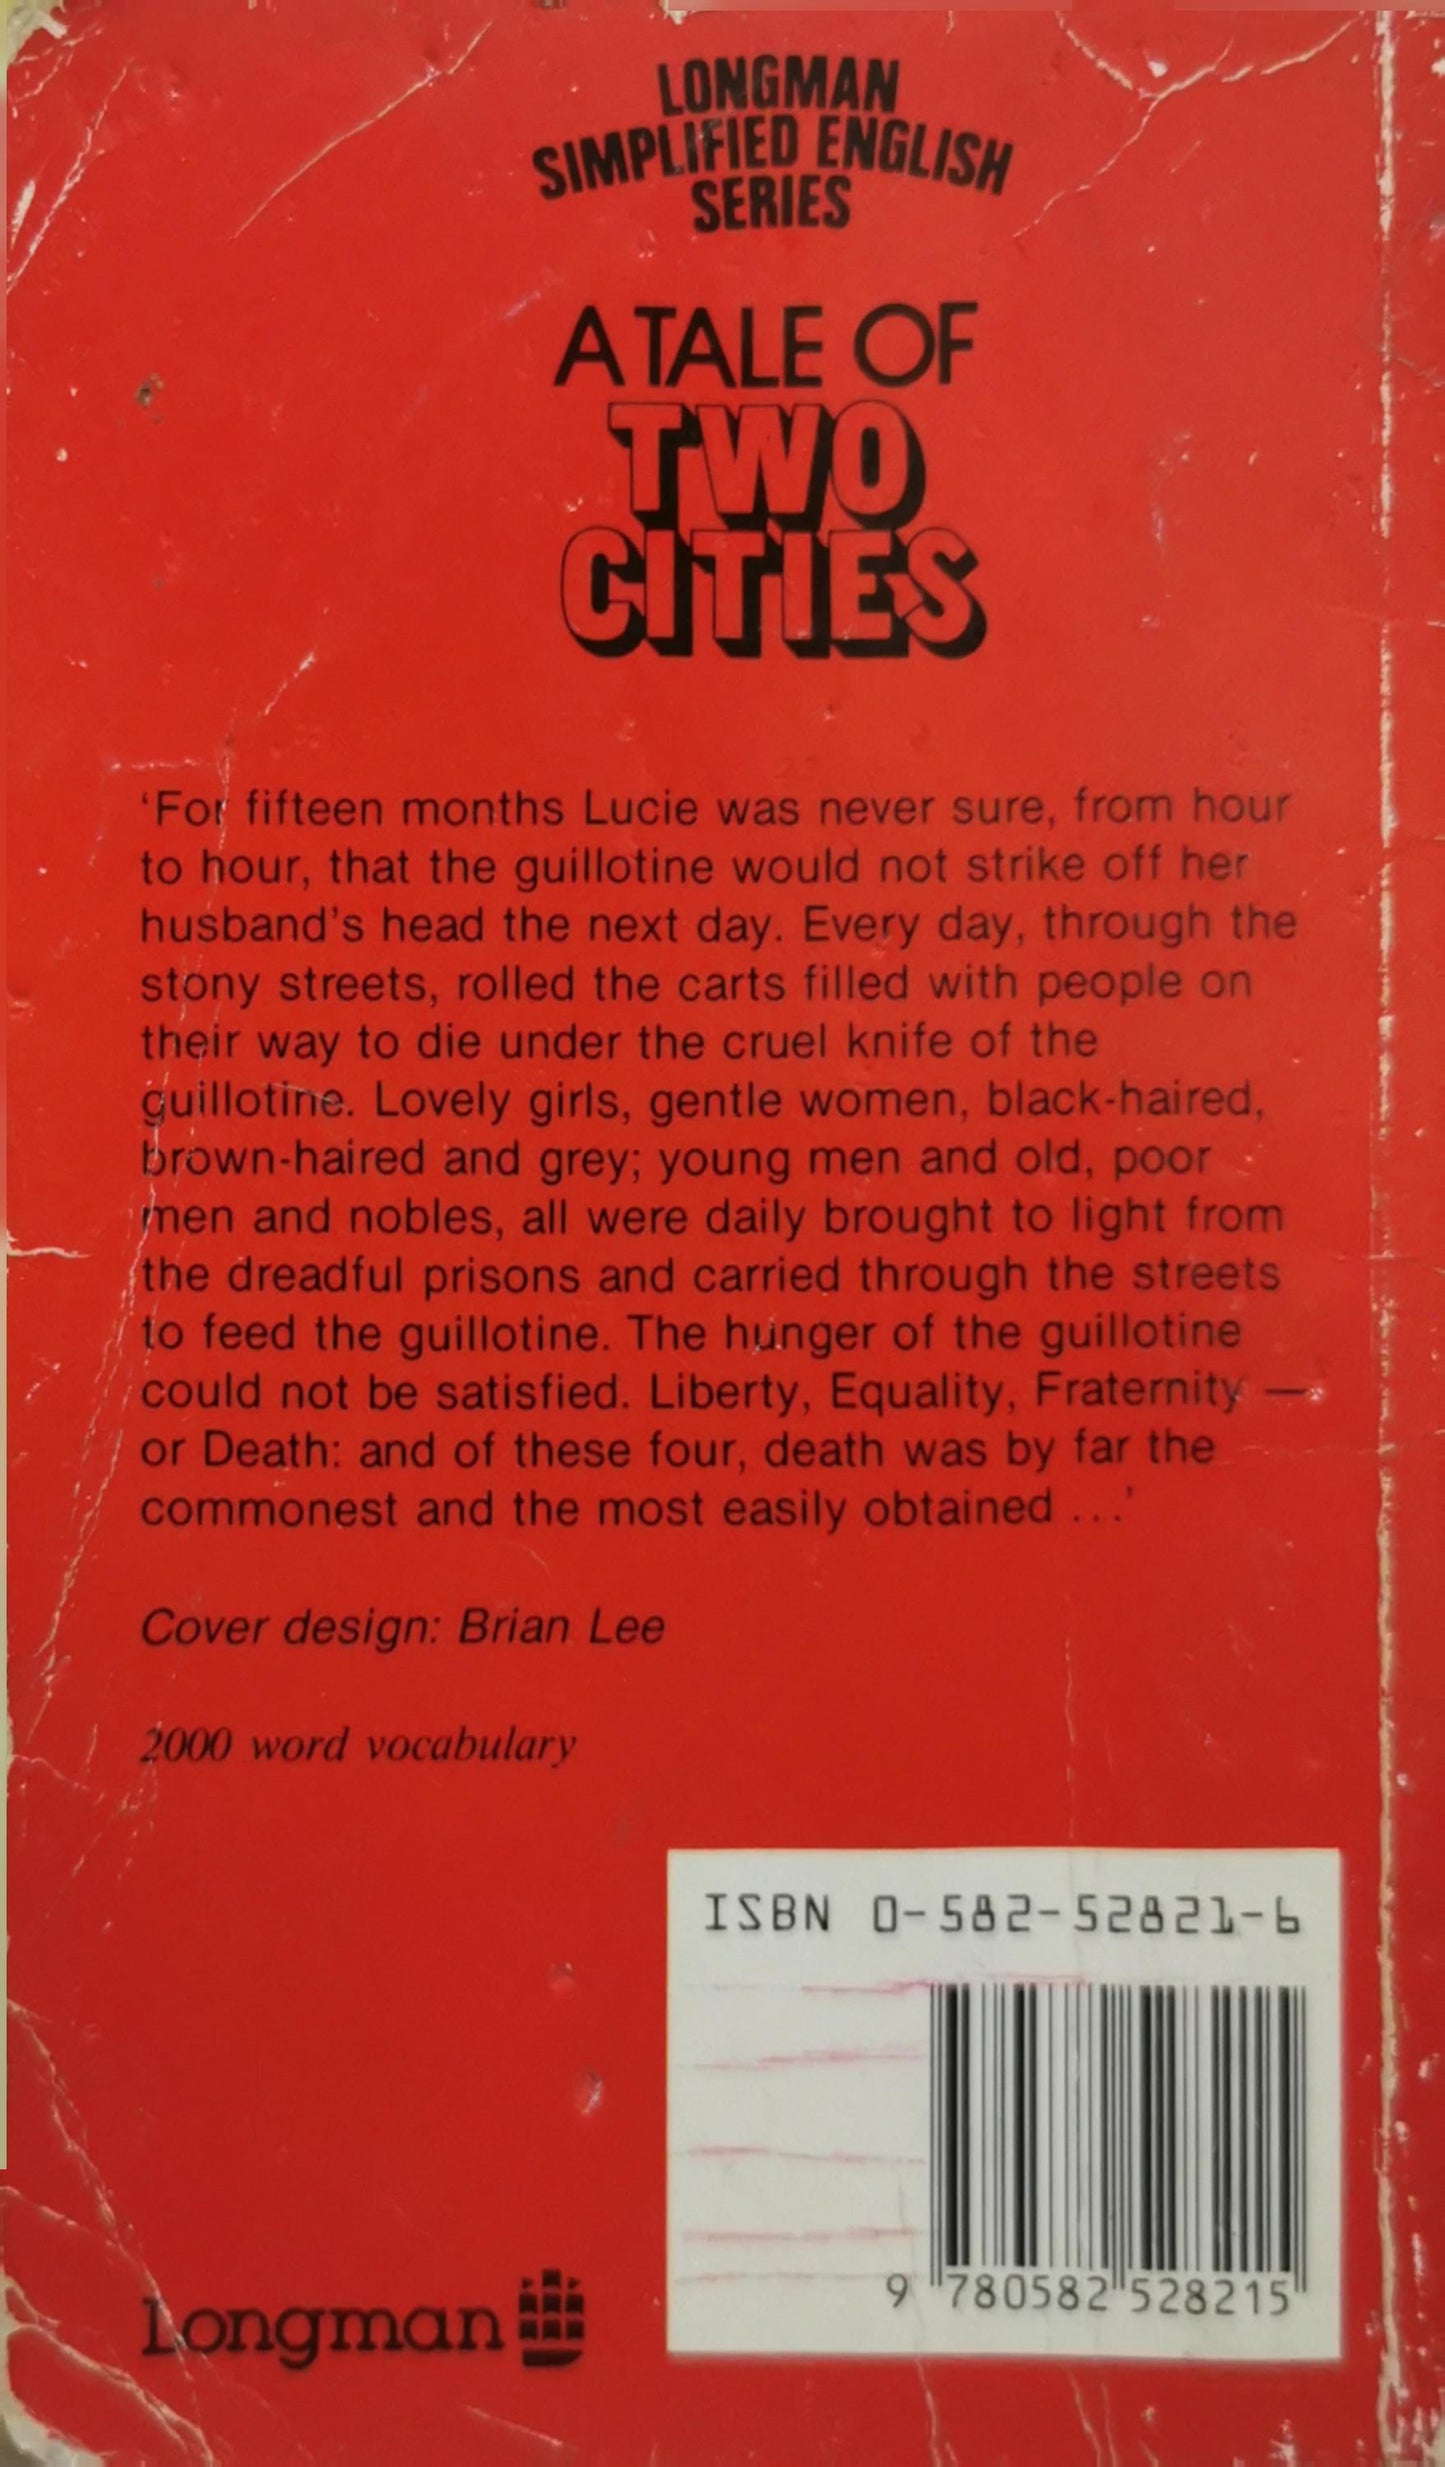 LONGMAN
SIMPLIFIED ENGLISH
SERIES
A TALE OF
TWO
CITIES
‘For fifteen months Lucie was never sure, from hour
to hour, that the guillotine would not strike off her
husband's head the next day. Every day, through the
stony streets, rolled the carts filled with people on
their way to die under the cruel knife of the
guillotine. Lovely girls, gentle women, black-haired,
brown-haired and grey; young men and old, poor
men and nobles, all were daily brought to light from
the dreadful prisons and carried through the streets
to feed the guillotine. The hunger of the guillotine
could not be satisfied. Liberty, Equality, Fraternity —
or Death: and of these four, death was by far the
commonest and the most easily obtained ...’
Cover design: Brian Lee
2000 word vocabulary
ISBN 0-582-52821-6
9 780582 528215
Longman